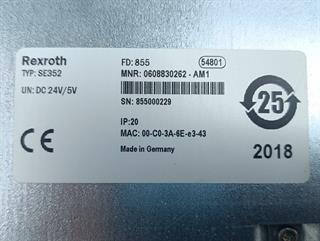 Rexroth
FD: 855
54801
TYP: SE352
MNR: 0608830262 - AM1
UN: DC 24V/5V
SN: 855000229
25
IP:20
MAC: 00-C0-3A-6E-e3-43
CE
Made in Germany
2018